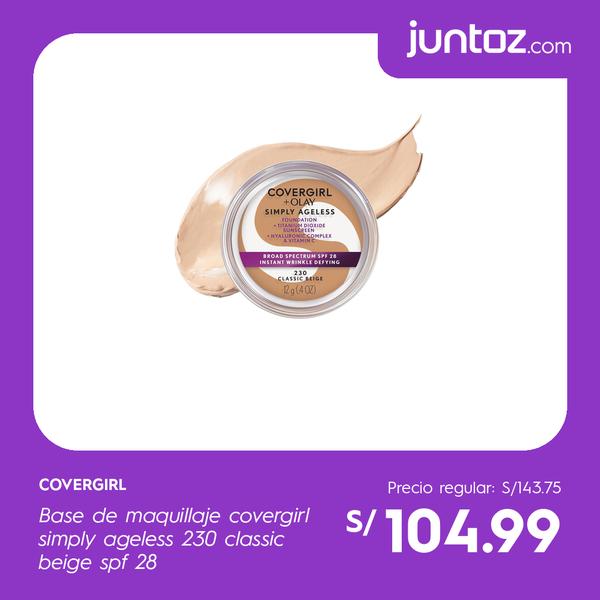 juntoz.com
COVERGIRL
+OLAY
SIMPLY AGELESS
FOUNDATION
+ TITANIUM DIOXIDE
SUNSCREEN
+ HYALURONIC COMPLEX
& VITAMIN C
BROAD SPECTRUM SPF 28
INSTANT WRINKLE DEFYING
230
CLASSIC BEIGE
12 g (.4 OZ)
COVERGIRL
Base de maquillaje covergirl
simply ageless 230 classic
beige spf 28
Precio regular: S/143.75
S/ 104.99